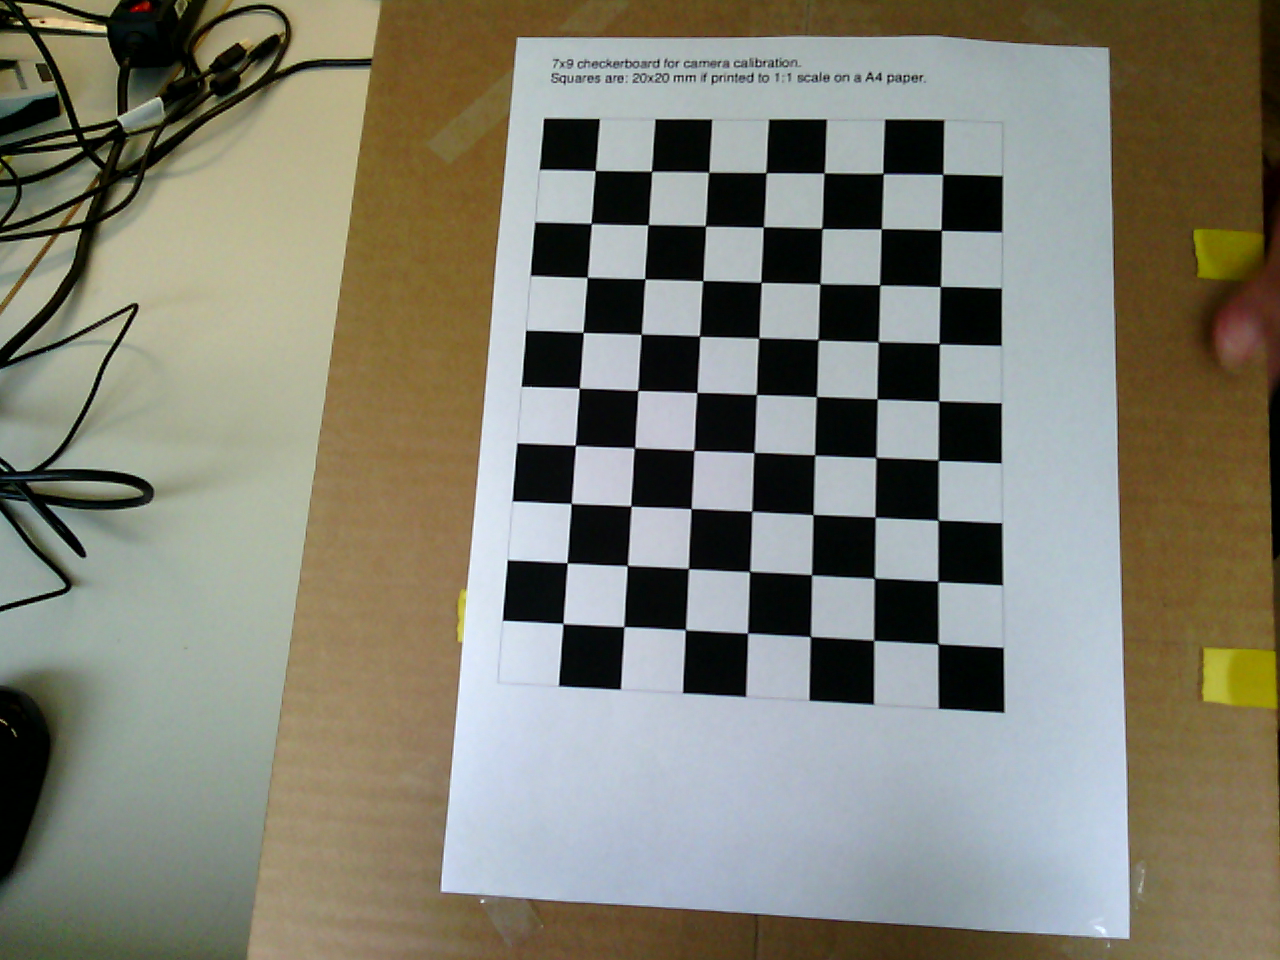 7x9 checkerboard for camera calibration.
Squares are: 20x20 mm if printed to 1:1 scale on a A4 paper.